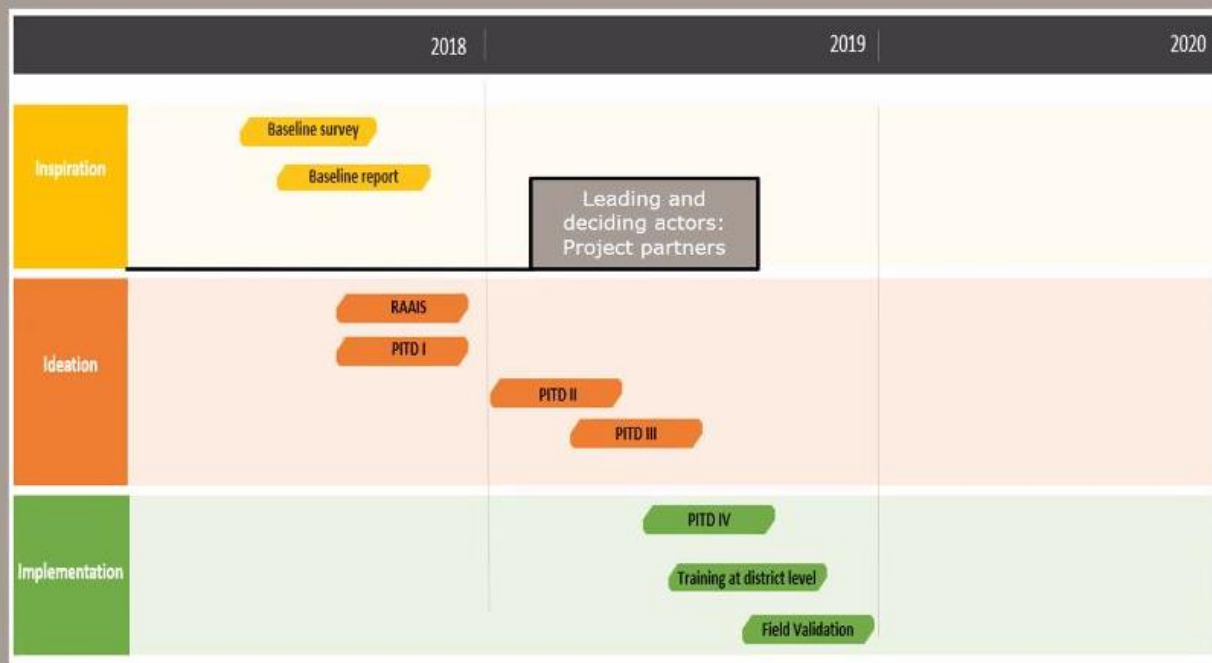 2018 2019 2020
Inspiration
Baseline survey
Baseline report
Leading and
deciding actors:
Project partners
Ideation
RAAIS
PITD I
PITD II
PITD III
Implementation
PITD IV
Training at district level
Field Validation